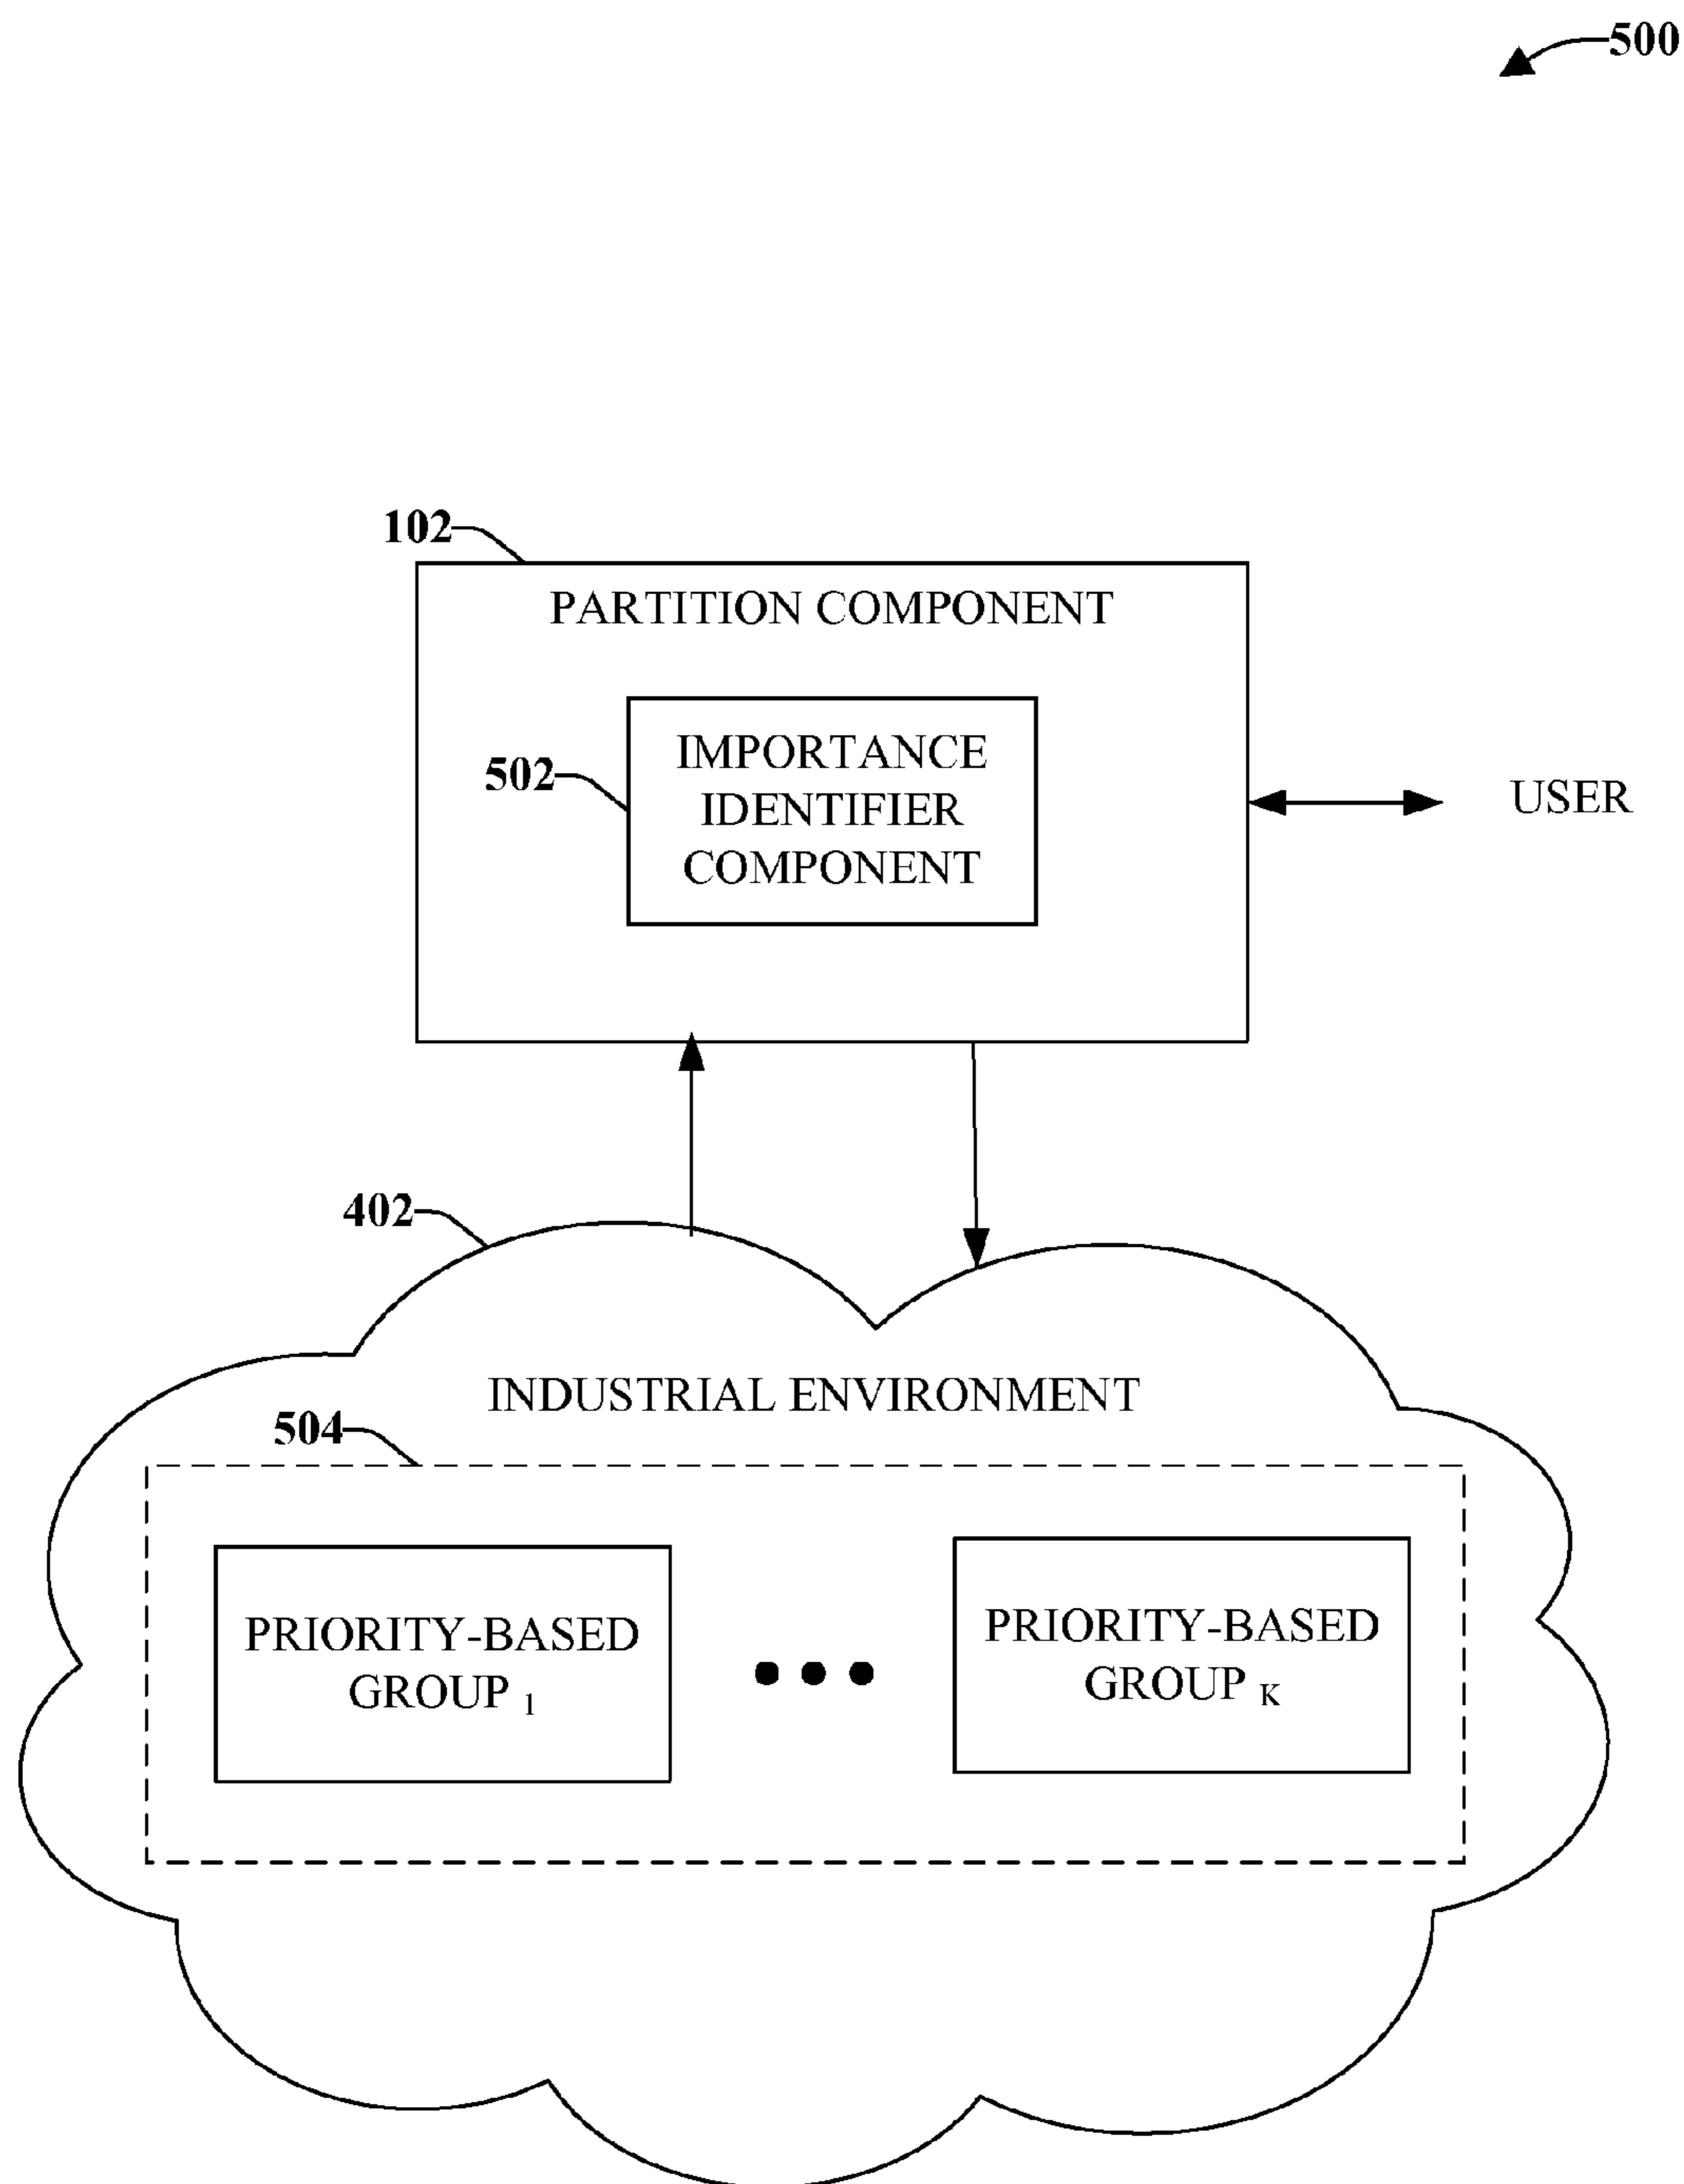 500
102
PARTITION COMPONENT
502
IMPORTANCE
IDENTIFIER
COMPONENT
USER
402
INDUSTRIAL ENVIRONMENT
504
PRIORITY-BASED
GROUP 1
PRIORITY-BASED
GROUP K